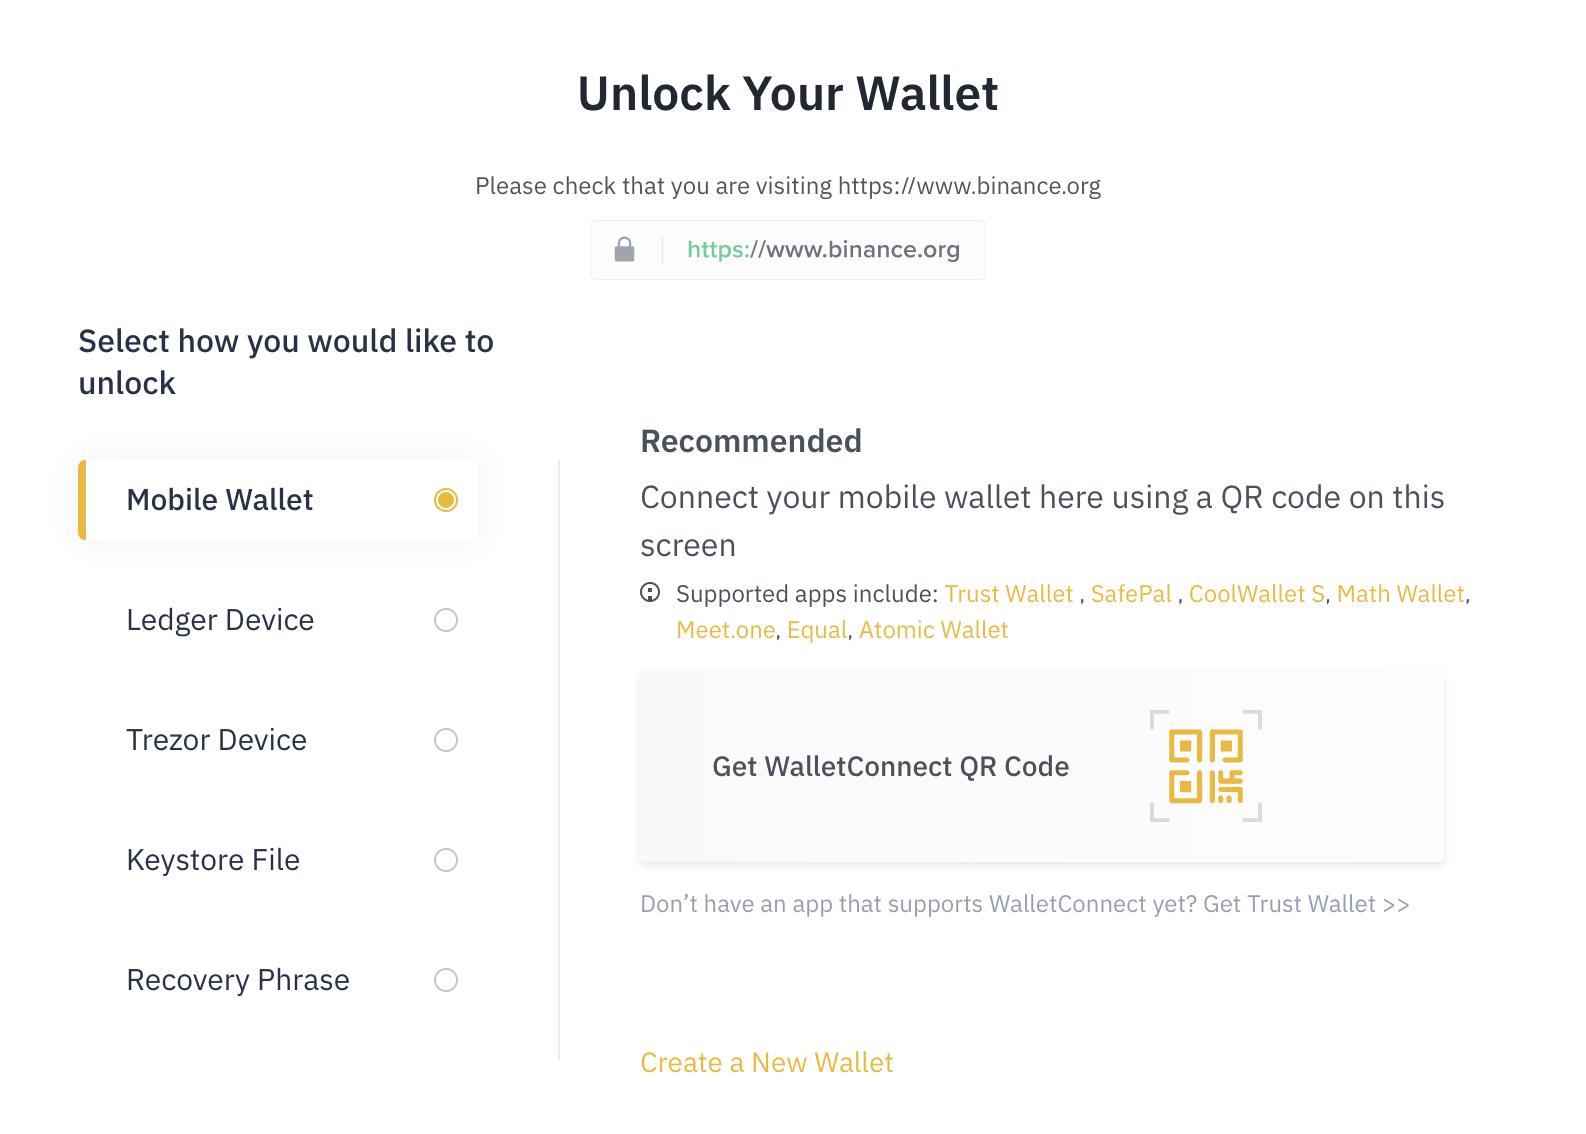 Unlock Your Wallet
Please check that you are visiting https://www.binance.org
https://www.binance.org
Select how you would like to
unlock
Mobile Wallet
Ledger Device
Trezor Device
Keystore File
Recovery Phrase
Recommended
Connect your mobile wallet here using a QR code on this
screen
Supported apps include: Trust Wallet , SafePal , CoolWallet S, Math Wallet,
Meet.one, Equal, Atomic Wallet
Get WalletConnect QR Code
Don’t have an app that supports WalletConnect yet? Get Trust Wallet >>
Create a New Wallet